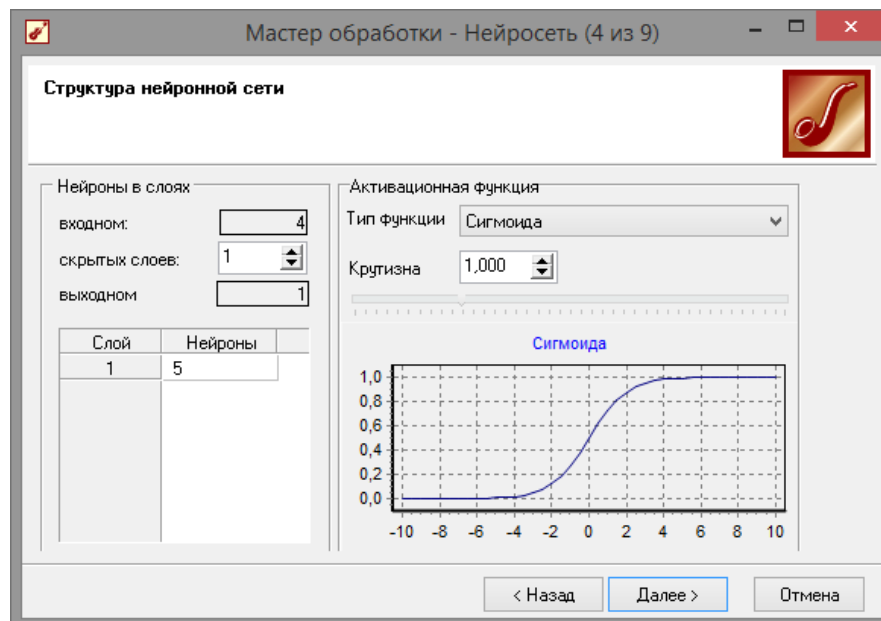 Мастер обработки - Нейросеть (4 из 9)
Структура нейронной сети
Нейроны в слоях
входном: 4
скрытых слоев: 1
выходном 1
Слой Нейроны
1 5
Активационная функция
Тип функции Сигмоида
Крутизна 1,000
Сигмоида
1,0
0,8
0,6
0,4
0,2
0,0
-10 -8 -6 -4 -2 0 2 4 6 8 10
< Назад Далее > Отмена